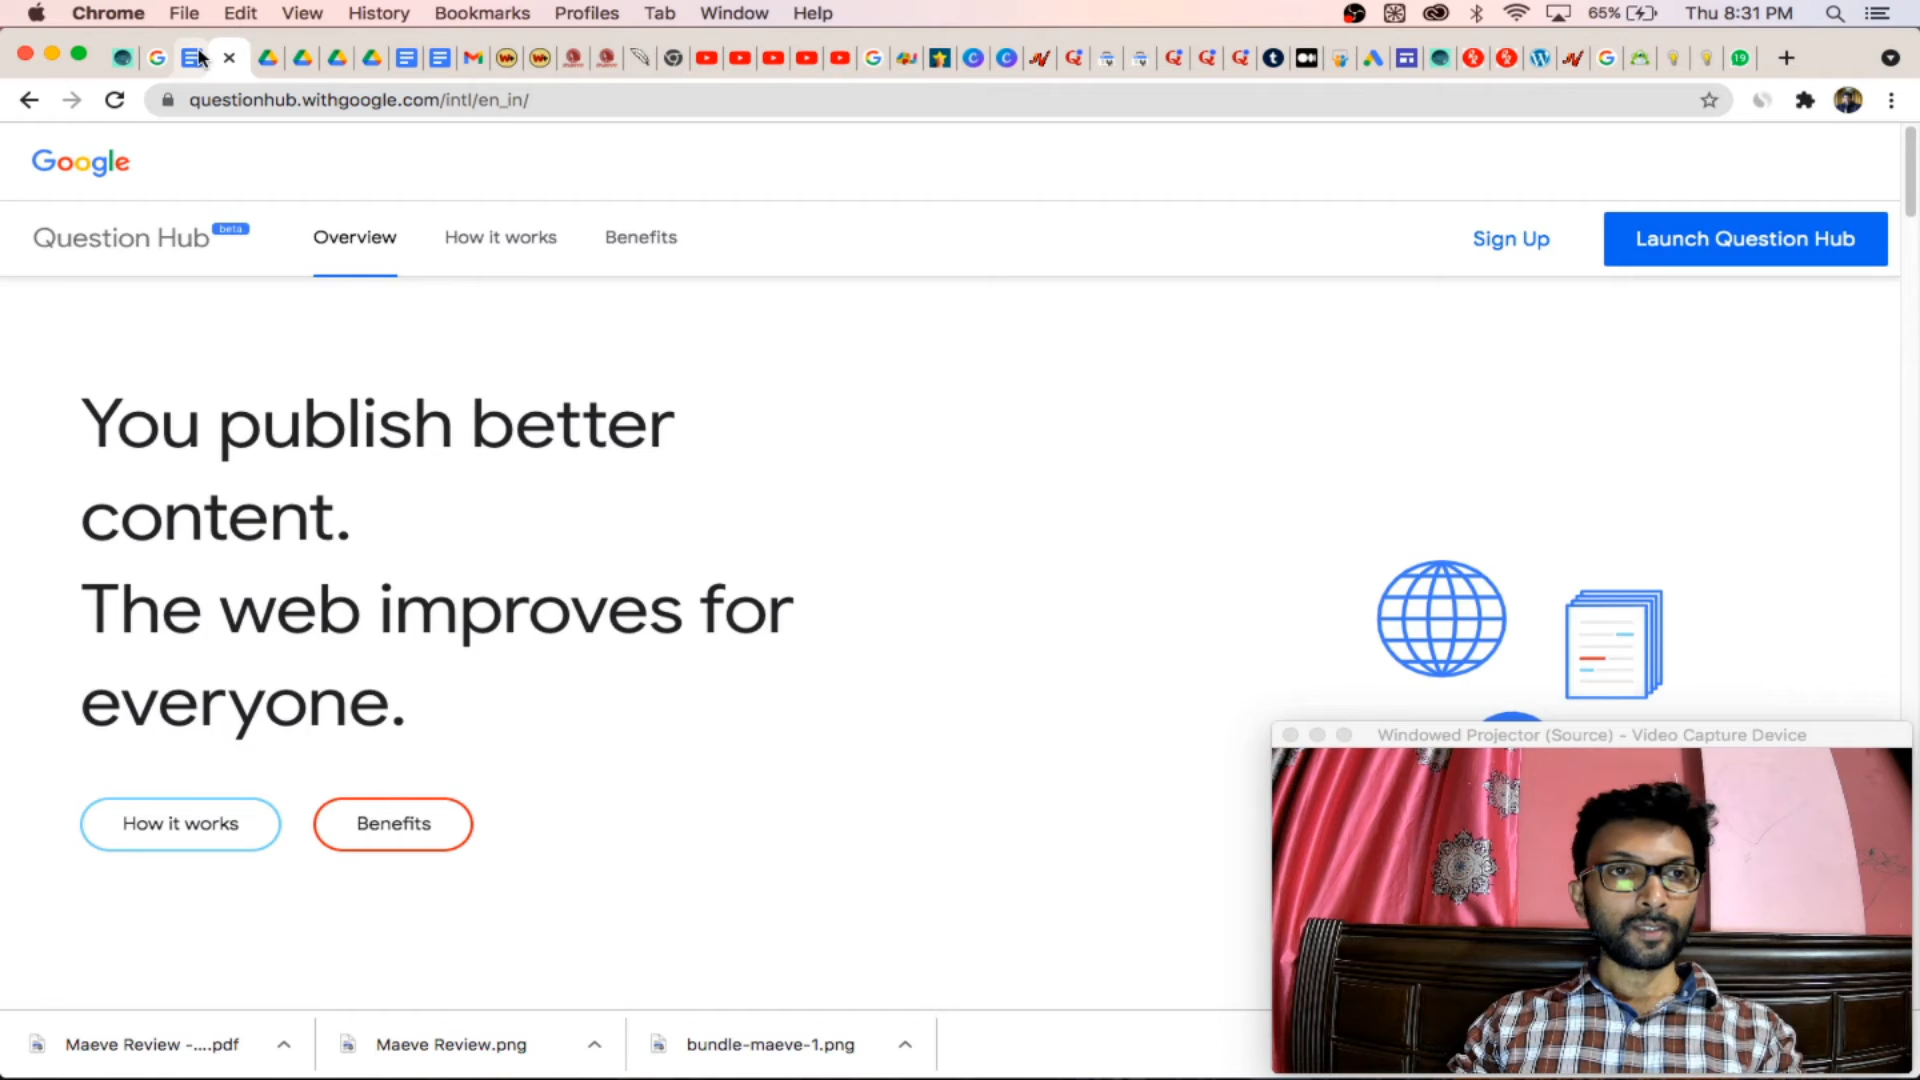 Chrome File Edit View History Bookmarks Profiles Tab Window Help 65% Thu 8:31 PM
19
questionhub.withgoogle.com/intl/en_in/
Google
Question Hub beta Overview How it works Benefits Sign Up Launch Question Hub
You publish better
content.
The web improves for
everyone.
How it works Benefits
Windowed Projector (Source) - Video Capture Device
Maeve Review -....pdf Maeve Review.png bundle-maeve-1.png